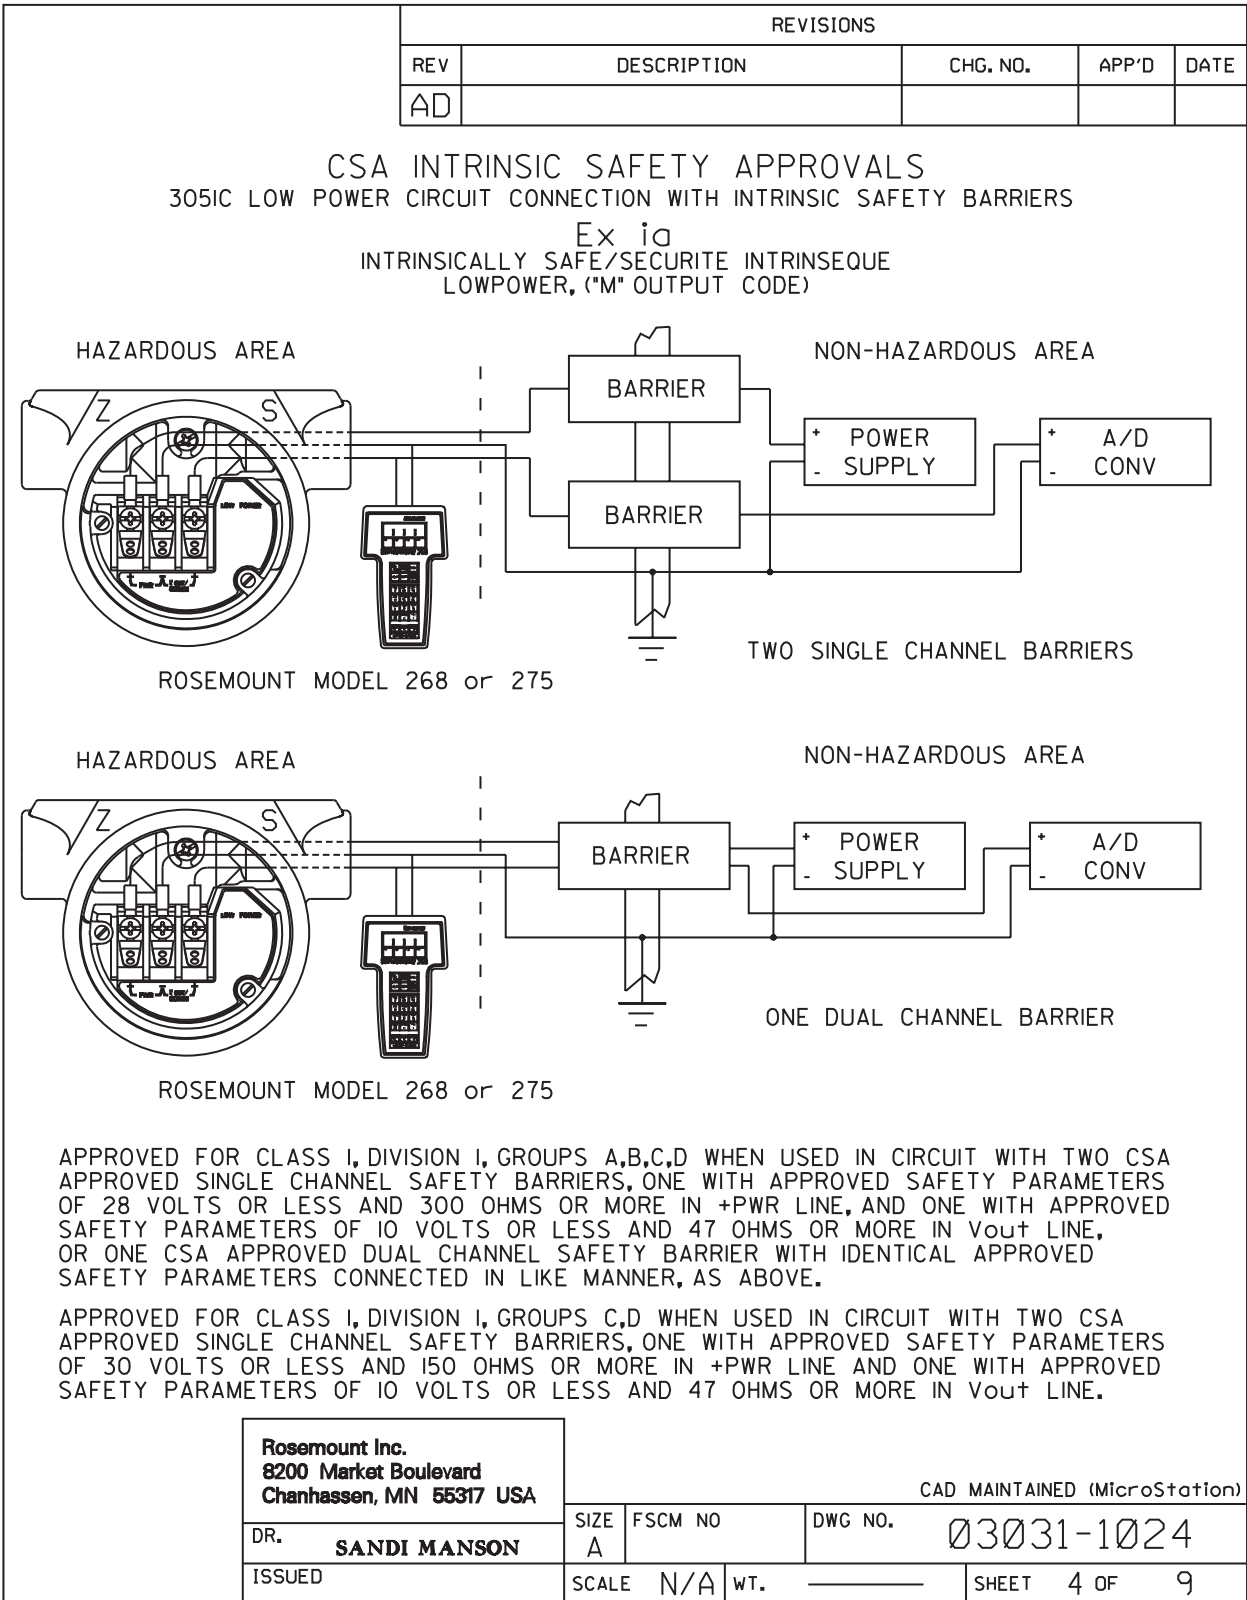 REVISIONS
REV DESCRIPTION CHG. NO. APP'D DATE
AD
CSA INTRINSIC SAFETY APPROVALS
3051C LOW POWER CIRCUIT CONNECTION WITH INTRINSIC SAFETY BARRIERS
Ex ia
INTRINSICALLY SAFE/SECURITE INTRINSEQUE
LOWPOWER, ("M" OUTPUT CODE)
HAZARDOUS AREA
NON-HAZARDOUS AREA
BARRIER
Z S
+ POWER
- SUPPLY
+ A/D
- CONV
LOW POWER
BARRIER
PWR
TWO SINGLE CHANNEL BARRIERS
ROSEMOUNT MODEL 268 or 275
HAZARDOUS AREA
NON-HAZARDOUS AREA
Z S
BARRIER
+ POWER
- SUPPLY
+ A/D
- CONV
LOW POWER
PWR
ONE DUAL CHANNEL BARRIER
ROSEMOUNT MODEL 268 or 275
APPROVED FOR CLASS I, DIVISION I, GROUPS A,B,C,D WHEN USED IN CIRCUIT WITH TWO CSA
APPROVED SINGLE CHANNEL SAFETY BARRIERS, ONE WITH APPROVED SAFETY PARAMETERS
OF 28 VOLTS OR LESS AND 300 OHMS OR MORE IN +PWR LINE, AND ONE WITH APPROVED
SAFETY PARAMETERS OF 10 VOLTS OR LESS AND 47 OHMS OR MORE IN Vout LINE,
OR ONE CSA APPROVED DUAL CHANNEL SAFETY BARRIER WITH IDENTICAL APPROVED
SAFETY PARAMETERS CONNECTED IN LIKE MANNER, AS ABOVE.
APPROVED FOR CLASS I, DIVISION I, GROUPS C,D WHEN USED IN CIRCUIT WITH TWO CSA
APPROVED SINGLE CHANNEL SAFETY BARRIERS, ONE WITH APPROVED SAFETY PARAMETERS
OF 30 VOLTS OR LESS AND 150 OHMS OR MORE IN +PWR LINE AND ONE WITH APPROVED
SAFETY PARAMETERS OF 10 VOLTS OR LESS AND 47 OHMS OR MORE IN Vout LINE.
Rosemount Inc.
8200 Market Boulevard
Chanhassen, MN 55317 USA
CAD MAINTAINED (MicroStation)
DR. SANDI MANSON
SIZE A
FSCM NO
DWG NO. 03031-1024
ISSUED
SCALE N/A
WT.
SHEET 4 OF 9